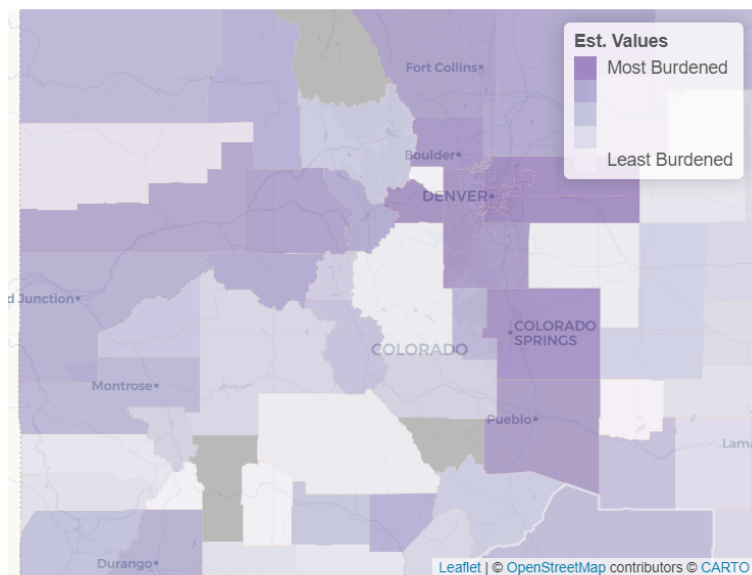 Est. Values
Most Burdened
Least Burdened
Fort Collins
Boulder
DENVER
d Junction
COLORADO
SPRINGS
COLORADO
Montrose
Pueblo
Lama
Durango
Leaflet | © OpenStreetMap contributors © CARTO